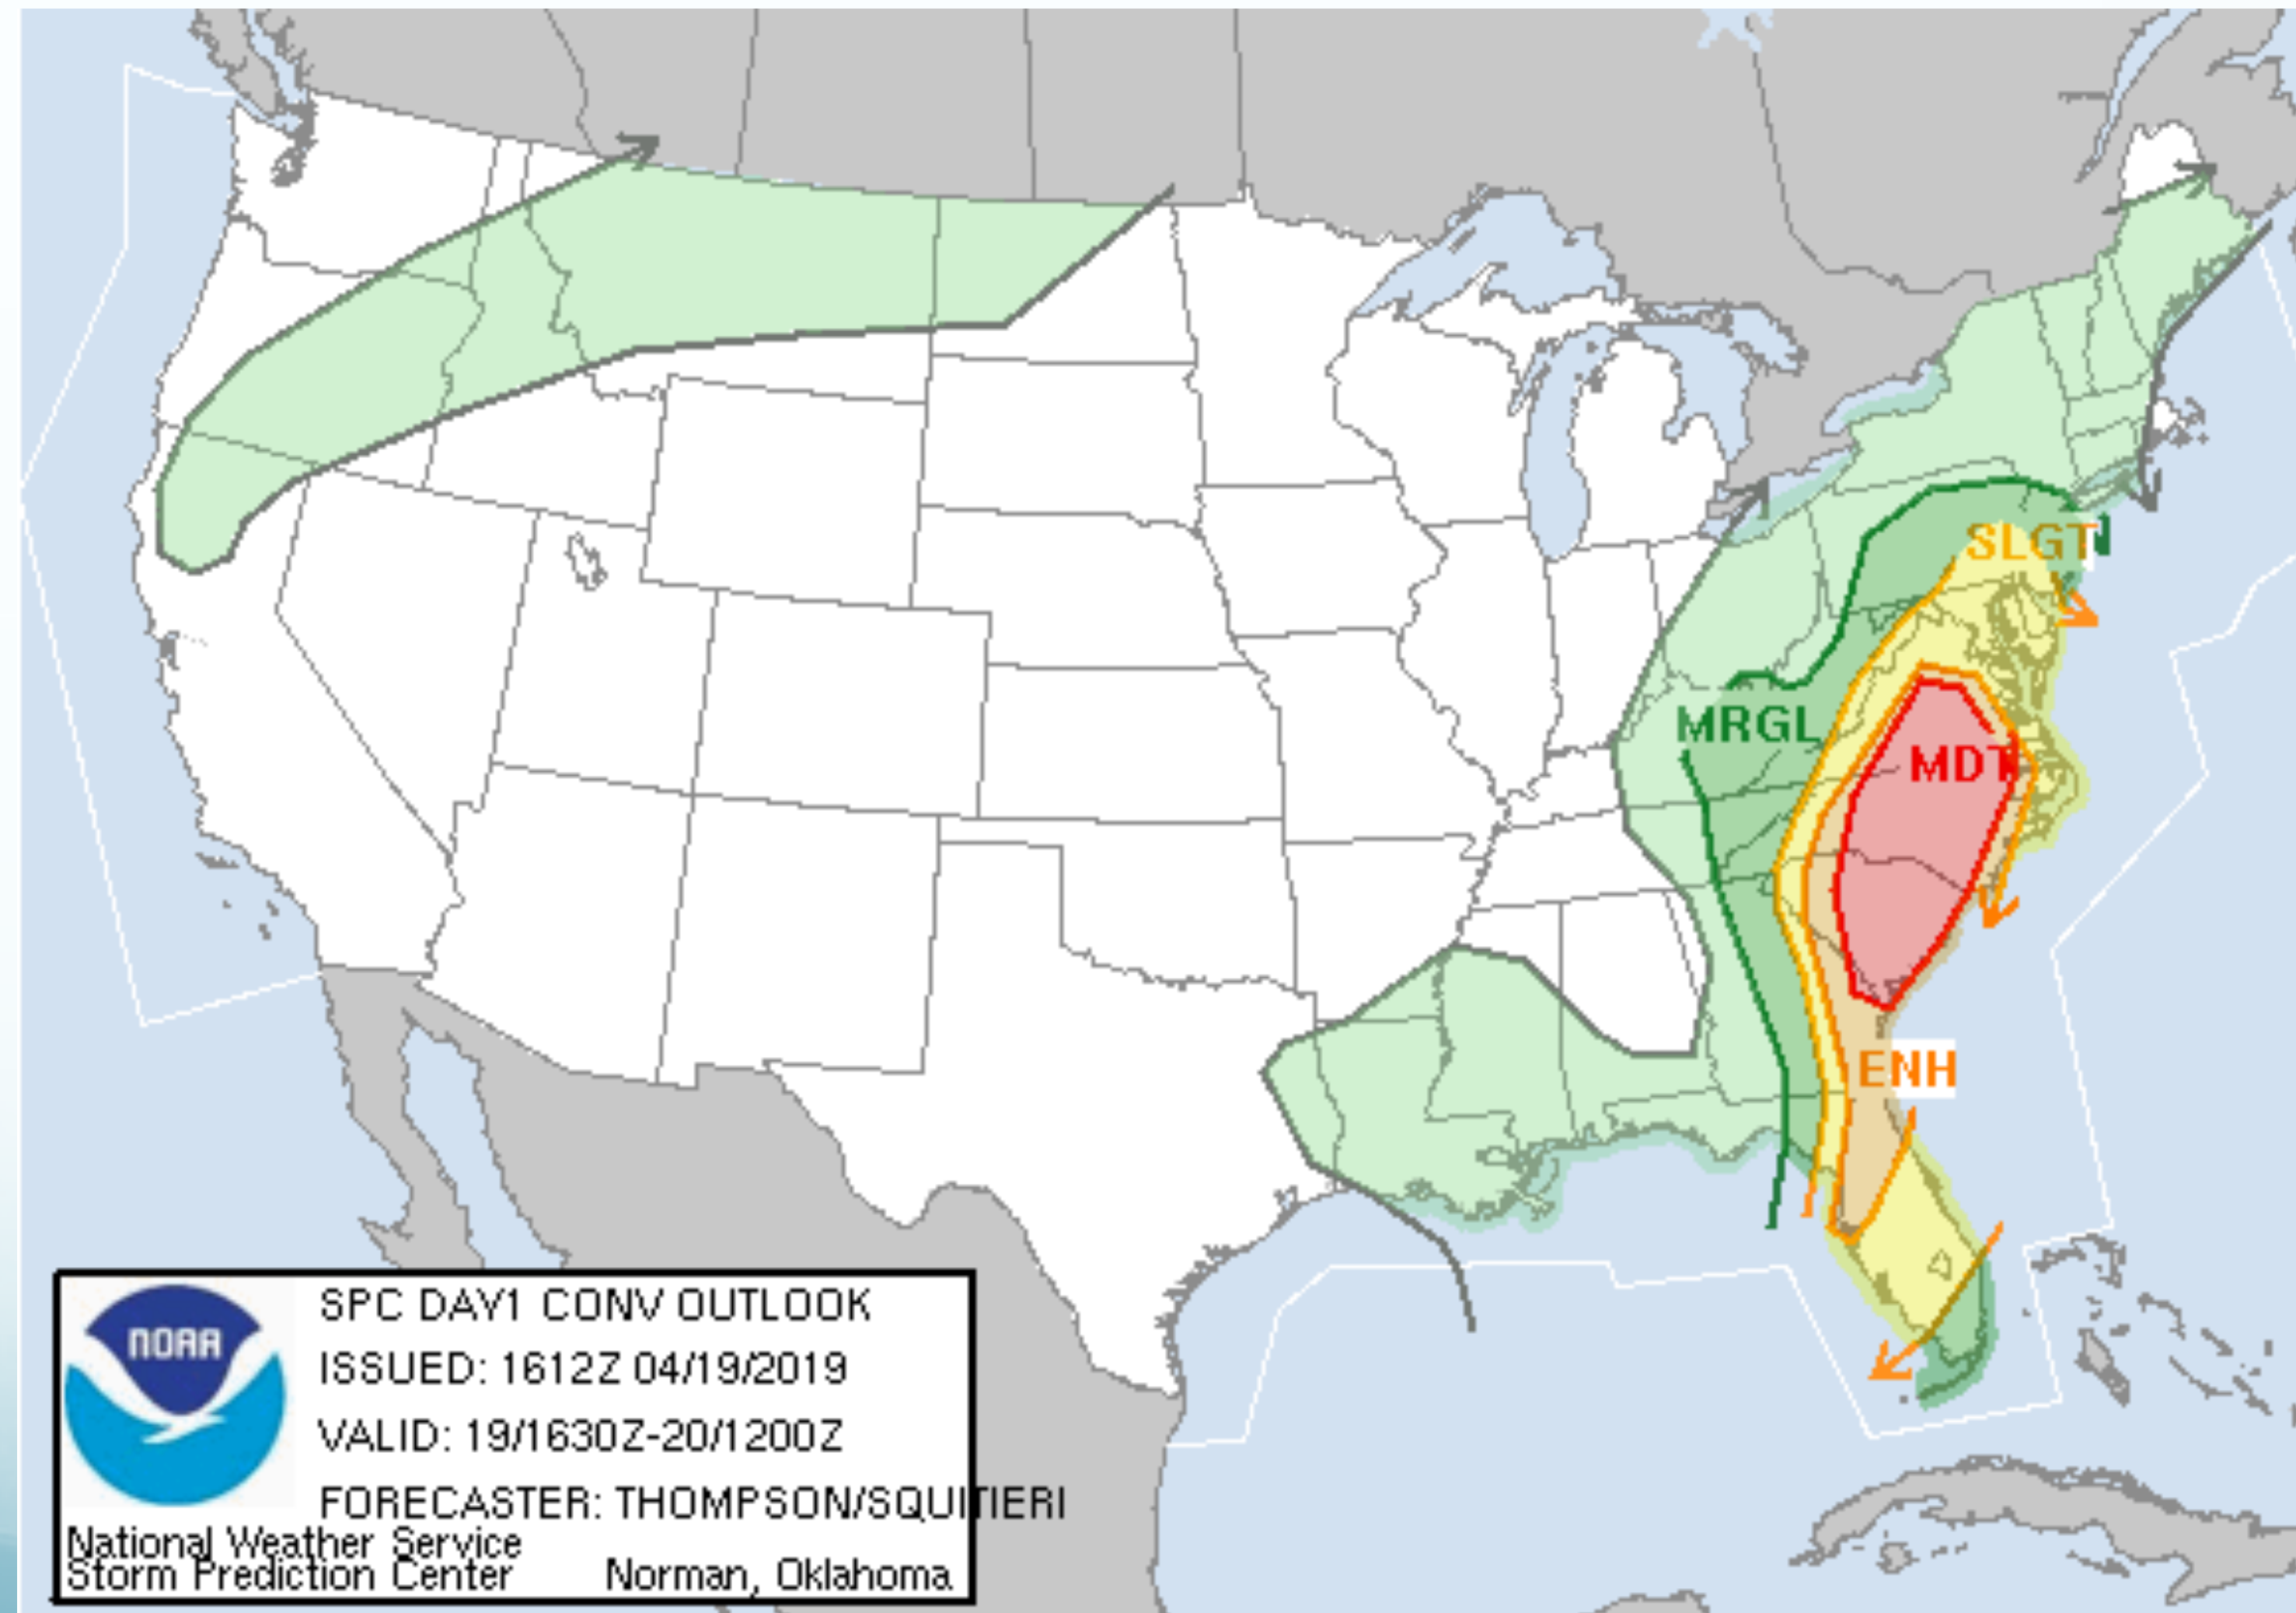 SLGT
MRGL
MDT
ENH
NOAA
SPC DAY1 CONV OUTLOOK
ISSUED: 1612Z 04/19/2019
VALID: 19/1630Z-20/1200Z
FORECASTER: THOMPSON/SQUITIERI
National Weather Service
Storm Prediction Center Norman, Oklahoma